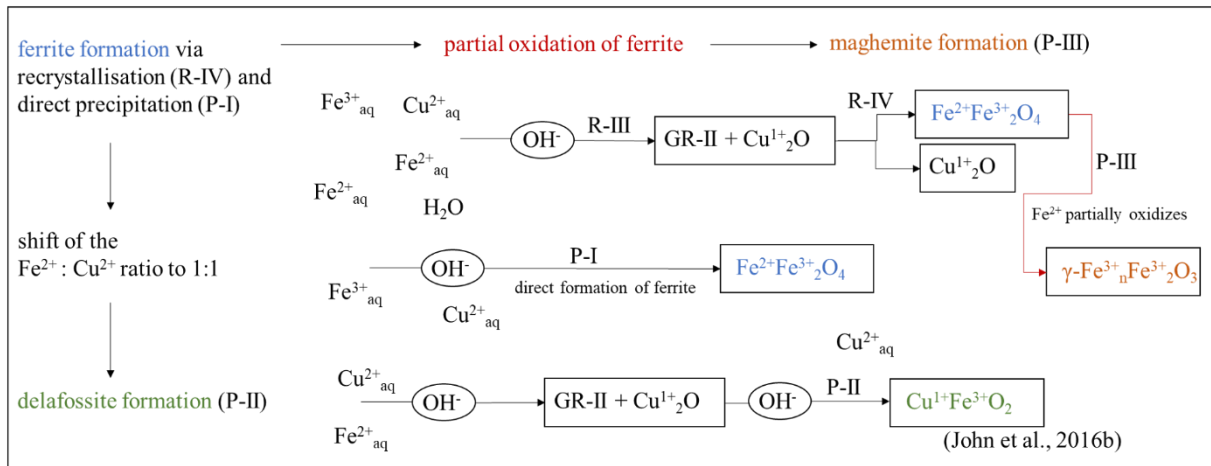 ferrite formation via
recrystallisation (R-IV) and
direct precipitation (P-I)
partial oxidation of ferrite
maghemite formation (P-III)
Fe³⁺aq
Cu²⁺aq
OH⁻
R-III
GR-II + Cu¹⁺₂O
R-IV
Fe²⁺Fe³⁺₂O₄
Cu¹⁺₂O
P-III
Fe²⁺aq
Fe²⁺aq
H₂O
Fe²⁺ partially oxidizes
γ-Fe³⁺ₙFe³⁺₂O₃
shift of the
Fe²⁺ : Cu²⁺ ratio to 1:1
OH⁻
P-I
direct formation of ferrite
Fe²⁺Fe³⁺₂O₄
Fe³⁺aq
Cu²⁺aq
delafossite formation (P-II)
Cu²⁺aq
OH⁻
Fe²⁺aq
GR-II + Cu¹⁺₂O
OH⁻
P-II
Cu²⁺aq
Cu¹⁺Fe³⁺O₂
(John et al., 2016b)